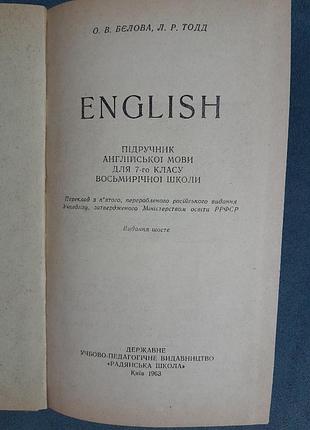 О. В. БЄЛОВА, Л. Р. ТОДД
ENGLISH
ПІДРУЧНИК
АНГЛІЙСЬКОЇ МОВИ
ДЛЯ 7-го КЛАСУ
ВОСЬМИРІЧНОЇ ШКОЛИ
Переклад з п'ятого, переробленого російського видання
Учпедгізу, затвердженого Міністерством освіти РРФСР
Видання шосте
ДЕРЖАВНЕ
УЧБОВО-ПЕДАГОГІЧНЕ ВИДАВНИЦТВО
«РАДЯНСЬКА ШКОЛА»
Київ 1963